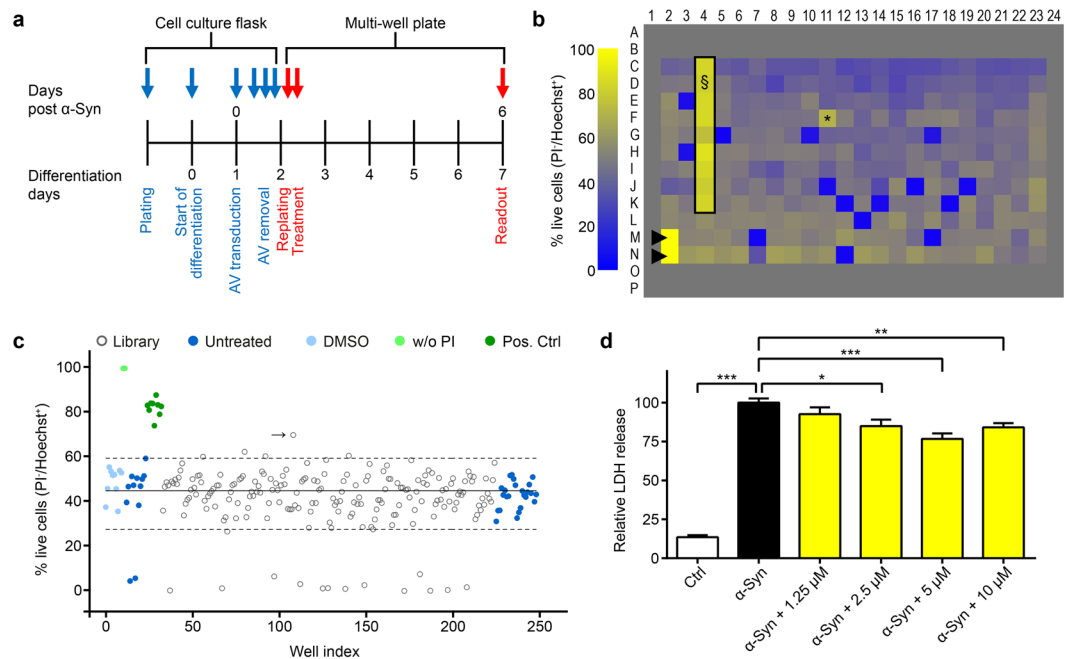 a
Cell culture flask
Multi-well plate
Days
post α-Syn
0
6
Differentiation
days
0 1 2 3 4 5 6 7
Plating
Start of
differentiation
AV transduction
AV removal
Replating
Treatment
Readout
b
1 2 3 4 5 6 7 8 9 10 11 12 13 14 15 16 17 18 19 20 21 22 23 24
A
B
C
D
E
F
G
H
I
J
K
L
M
N
O
P
§
*
100
80
60
40
20
0
% live cells (PI⁻/Hoechst⁺)
c
Library
Untreated
DMSO
w/o PI
Pos. Ctrl
% live cells (PI⁻/Hoechst⁺)
100
80
60
40
20
0
0 50 100 150 200 250
Well index
d
**
***
***
*
Relative LDH release
100
75
50
25
0
Ctrl
α-Syn
α-Syn + 1.25 µM
α-Syn + 2.5 µM
α-Syn + 5 µM
α-Syn + 10 µM